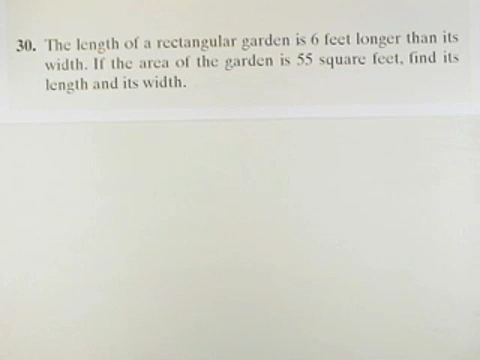 30. The length of a rectangular garden is 6 feet longer than its
width. If the area of the garden is 55 square feet, find its
length and its width.